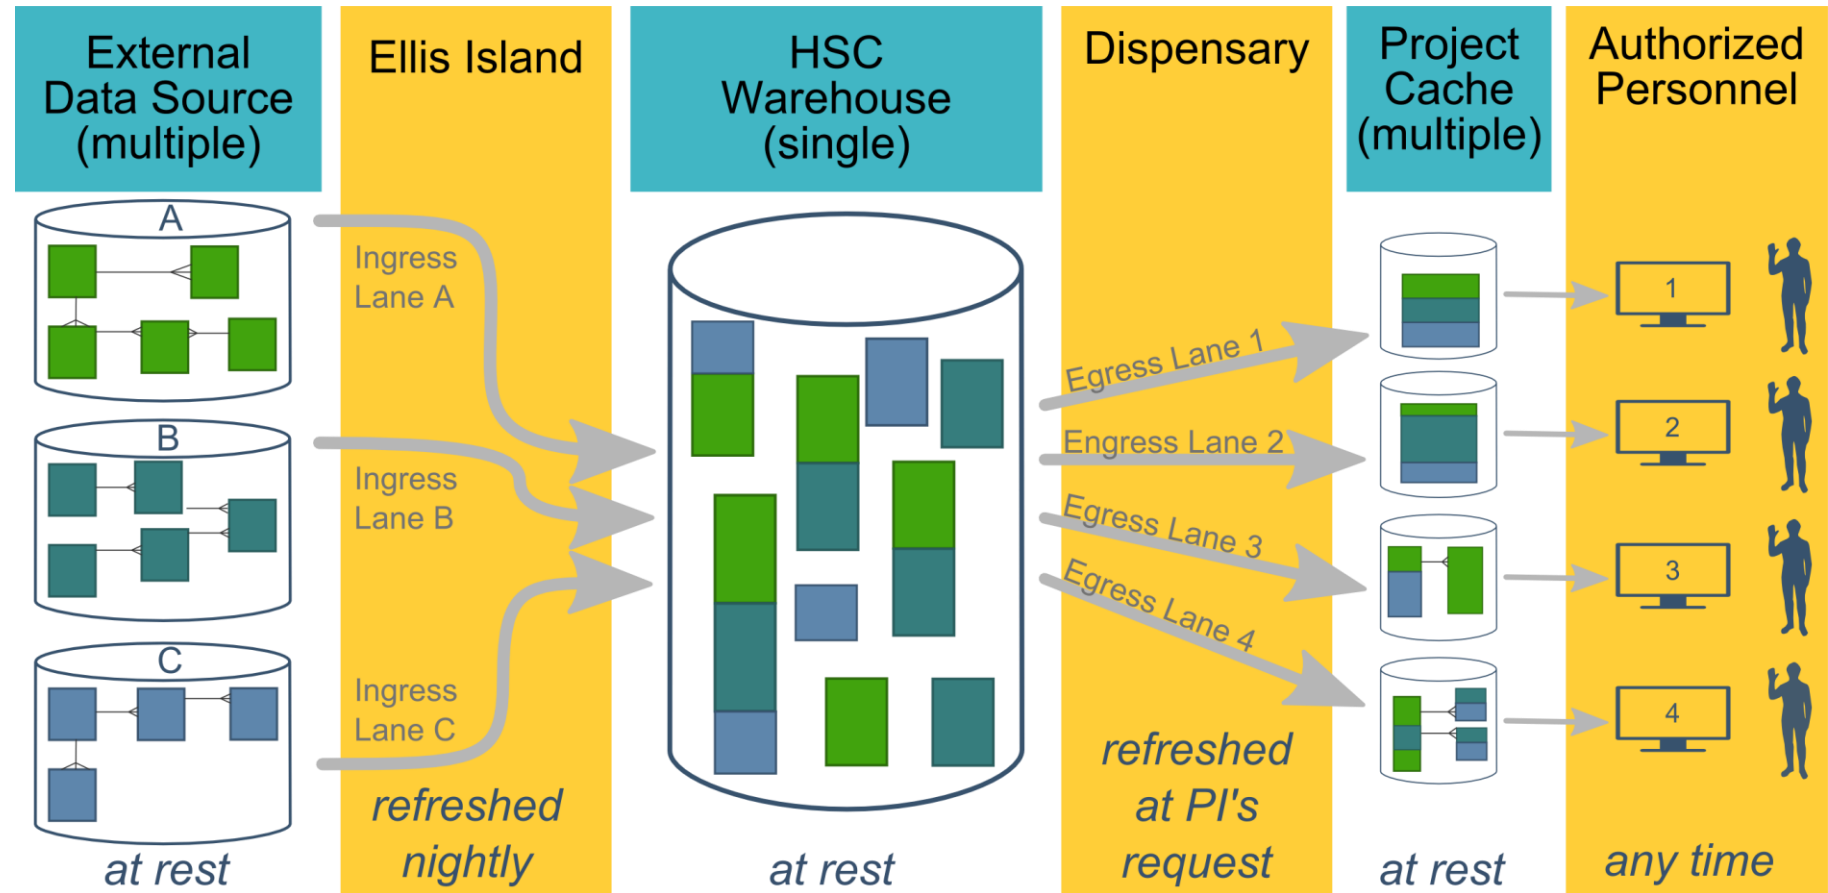 External
Data Source
(multiple)
Ellis Island
HSC
Warehouse
(single)
Dispensary
Project
Cache
(multiple)
Authorized
Personnel
A
Ingress
Lane A
B
Ingress
Lane B
C
Ingress
Lane C
Egress Lane 1
Engress Lane 2
Egress Lane 3
Egress Lane 4
1
2
3
4
at rest
refreshed
nightly
at rest
refreshed
at PI's
request
at rest
any time